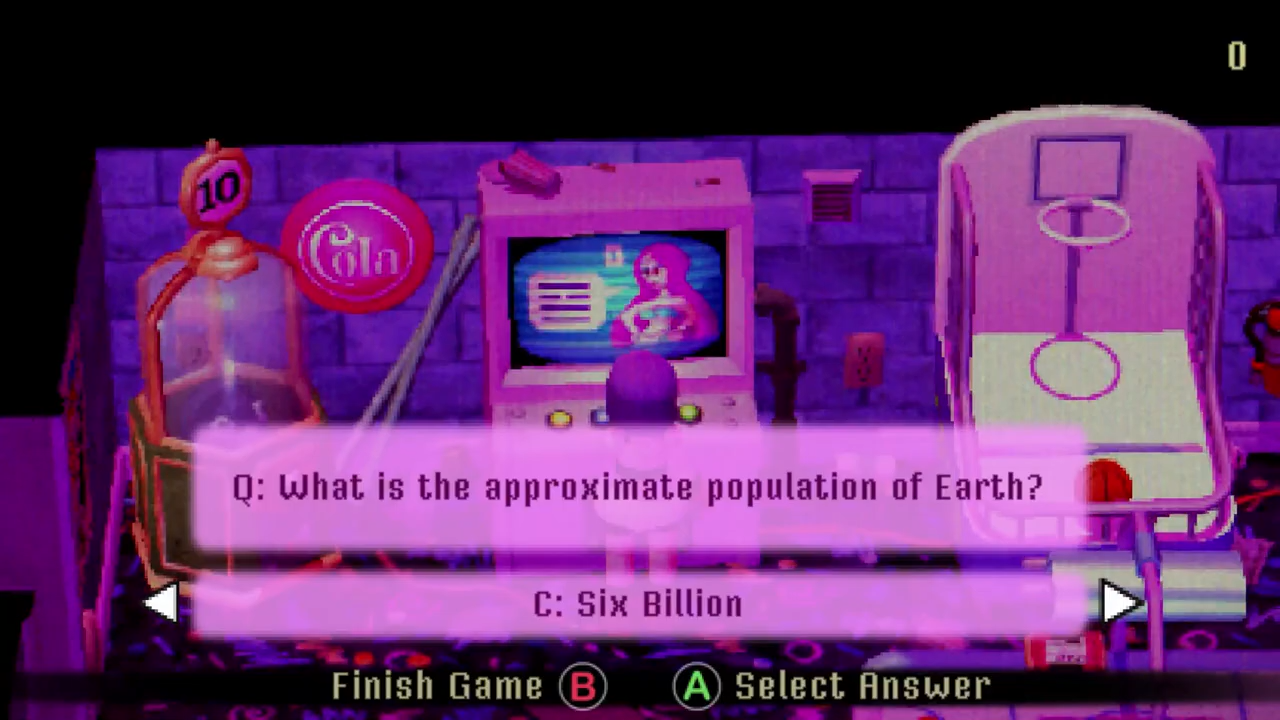 0
10
Cola
Q: What is the approximate population of Earth?
C: Six Billion
Finish Game B A Select Answer